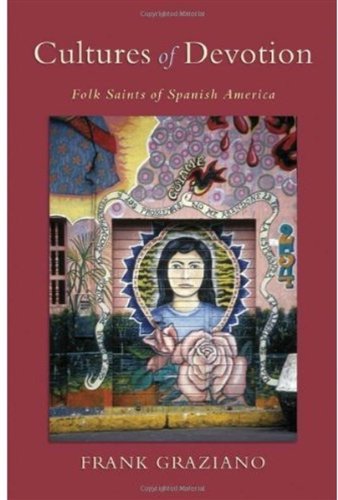 Cultures of Devotion
Folk Saints of Spanish America
FRANK GRAZIANO